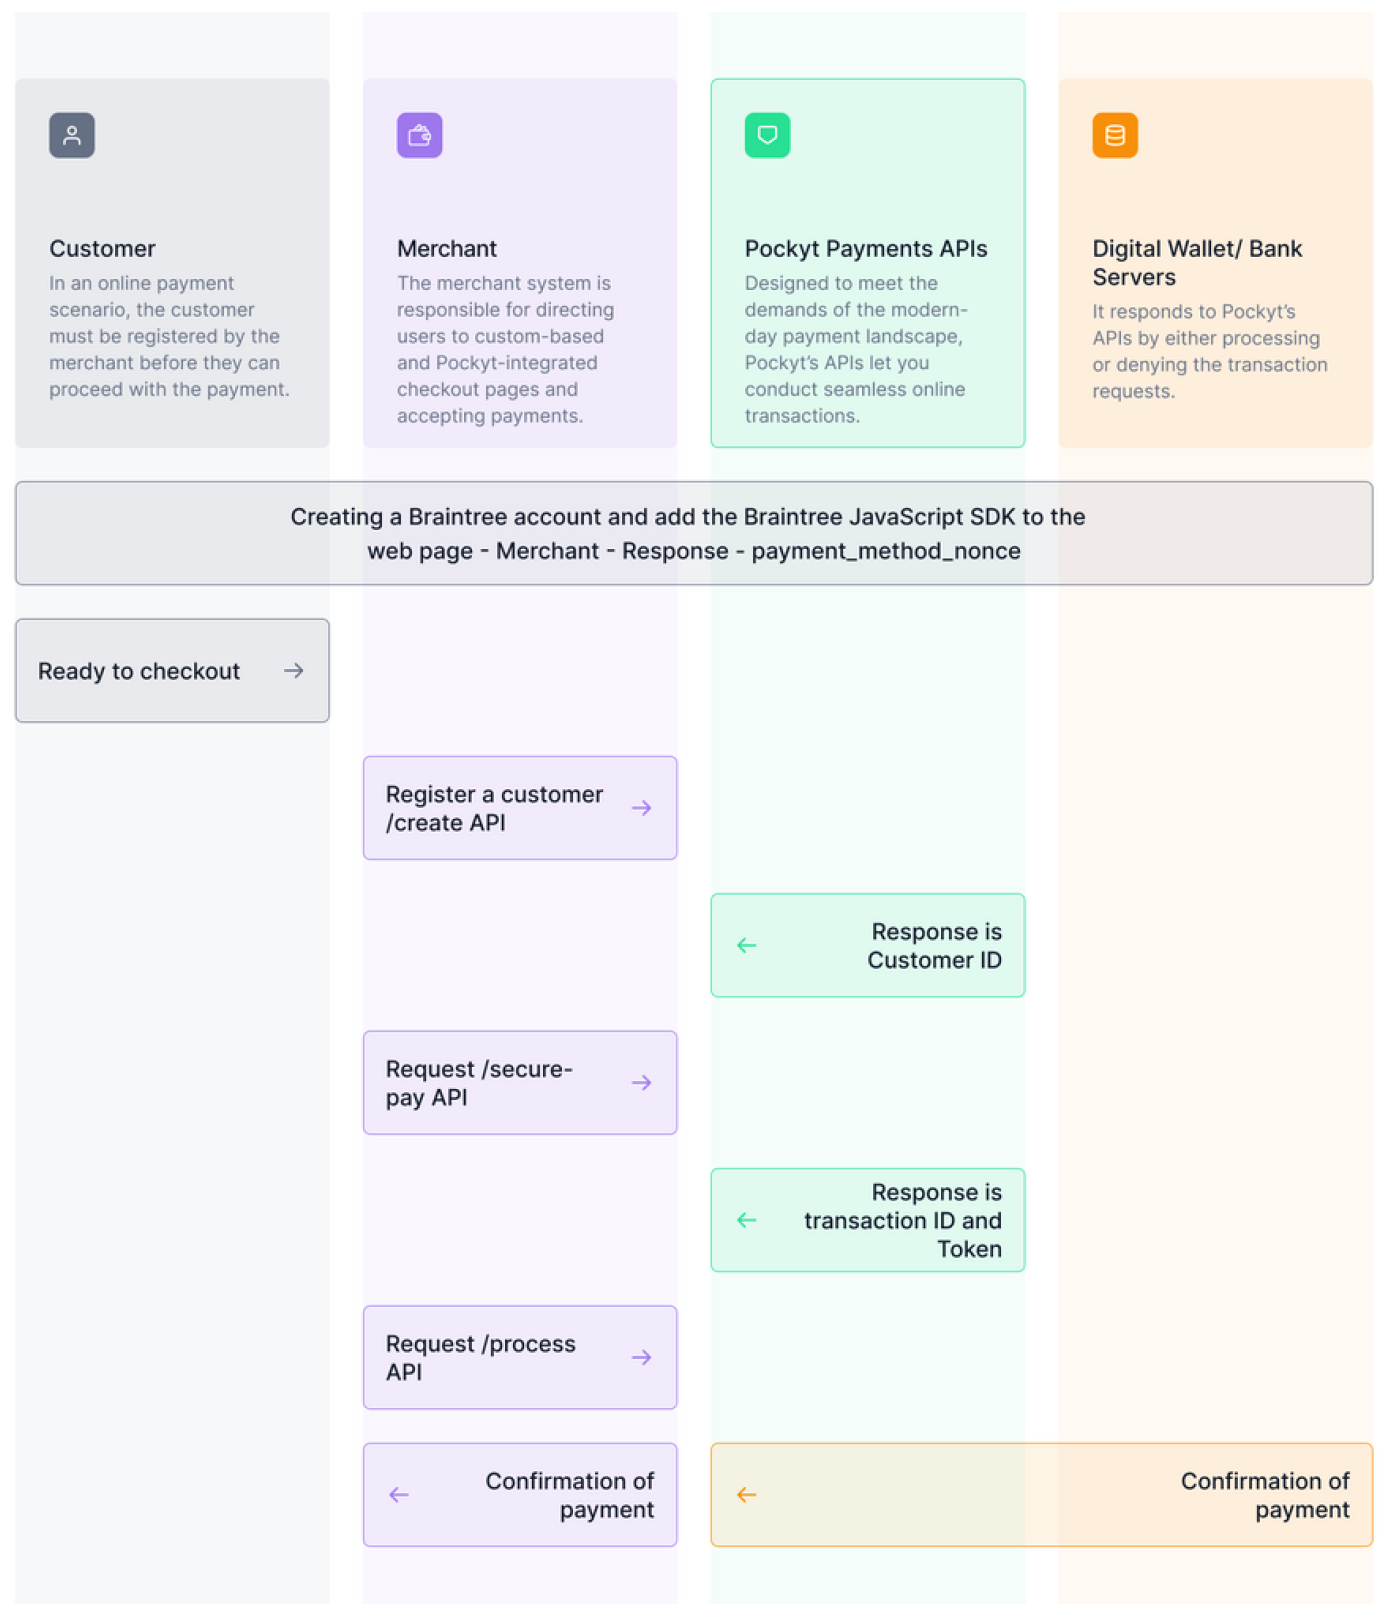 Customer
In an online payment
scenario, the customer
must be registered by the
merchant before they can
proceed with the payment.
Merchant
The merchant system is
responsible for directing
users to custom-based
and Pockyt-integrated
checkout pages and
accepting payments.
Pockyt Payments APIs
Designed to meet the
demands of the modern-
day payment landscape,
Pockyt's APIs let you
conduct seamless online
transactions.
Digital Wallet/ Bank
Servers
It responds to Pockyt's
APIs by either processing
or denying the transaction
requests.
Creating a Braintree account and add the Braintree JavaScript SDK to the
web page - Merchant - Response - payment_method_nonce
Ready to checkout
Register a customer
/create API
Response is
Customer ID
Request /secure-
pay API
Response is
transaction ID and
Token
Request /process
API
Confirmation of
payment
Confirmation of
payment